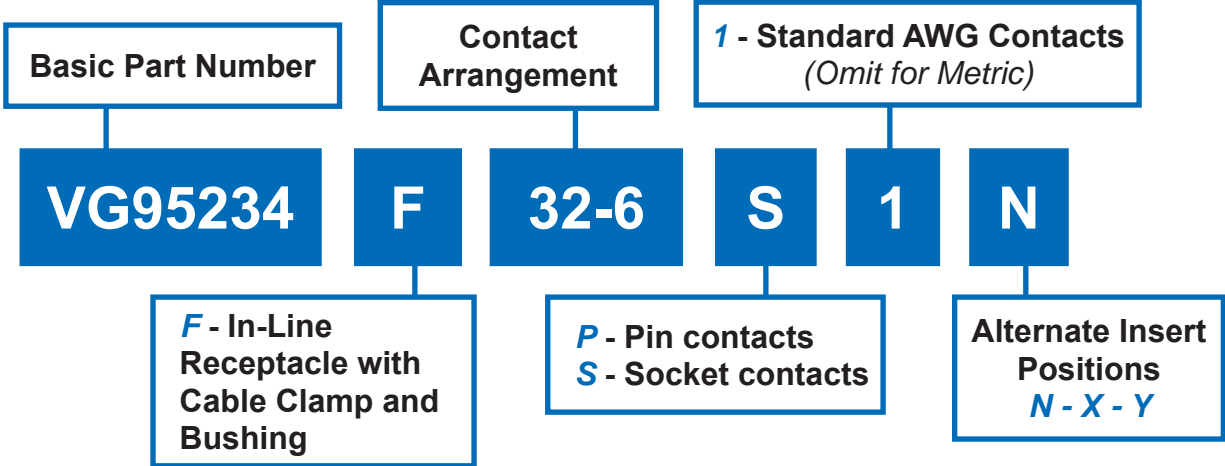 Basic Part Number
Contact
Arrangement
1 - Standard AWG Contacts
(Omit for Metric)
VG95234 F 32-6 S 1 N
F - In-Line
Receptacle with
Cable Clamp and
Bushing
P - Pin contacts
S - Socket contacts
Alternate Insert
Positions
N - X - Y